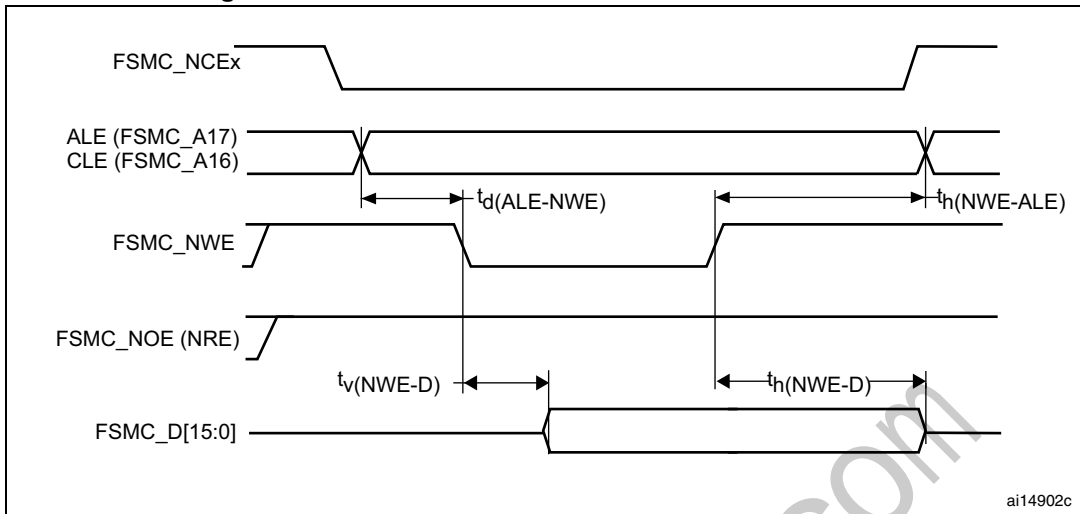 FSMC_NCEx
ALE (FSMC_A17)
CLE (FSMC_A16)
td(ALE-NWE)
th(NWE-ALE)
FSMC_NWE
FSMC_NOE (NRE)
tv(NWE-D)
th(NWE-D)
FSMC_D[15:0]
com
ai14902c